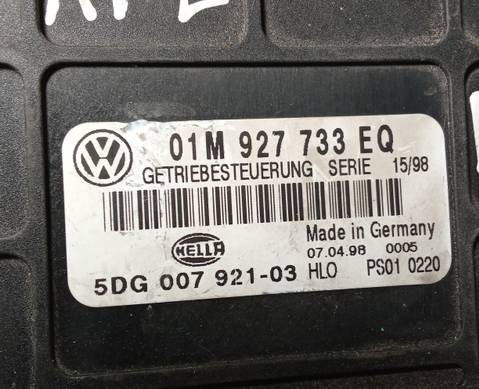 01M 927 733 EQ
GETRIEBESTEUERUNG SERIE 15/98
HELLA
Made in Germany
07.04.98 0005
5DG 007 921-03 HLO PS01 0220